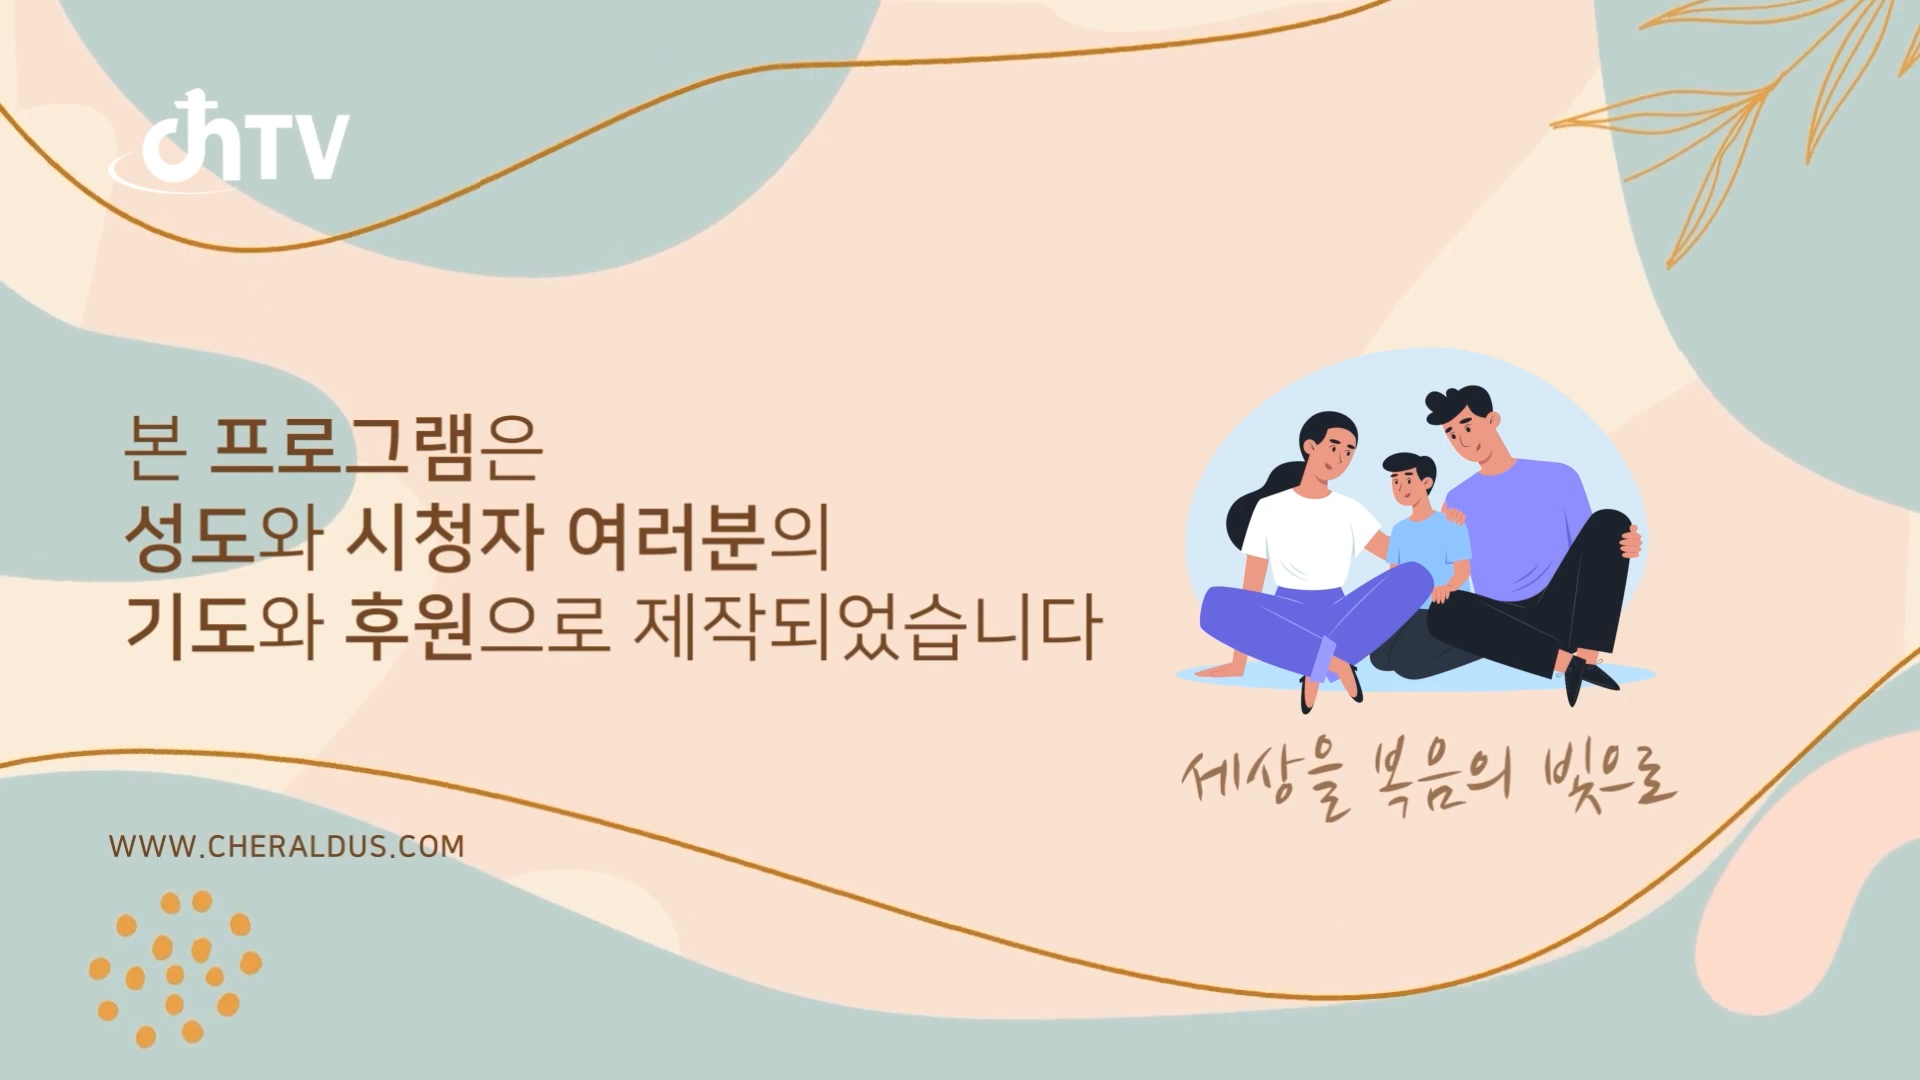 chTV
본 프로그램은
성도와 시청자 여러분의
기도와 후원으로 제작되었습니다
세상을 복음의 빛으로
WWW.CHERALDUS.COM